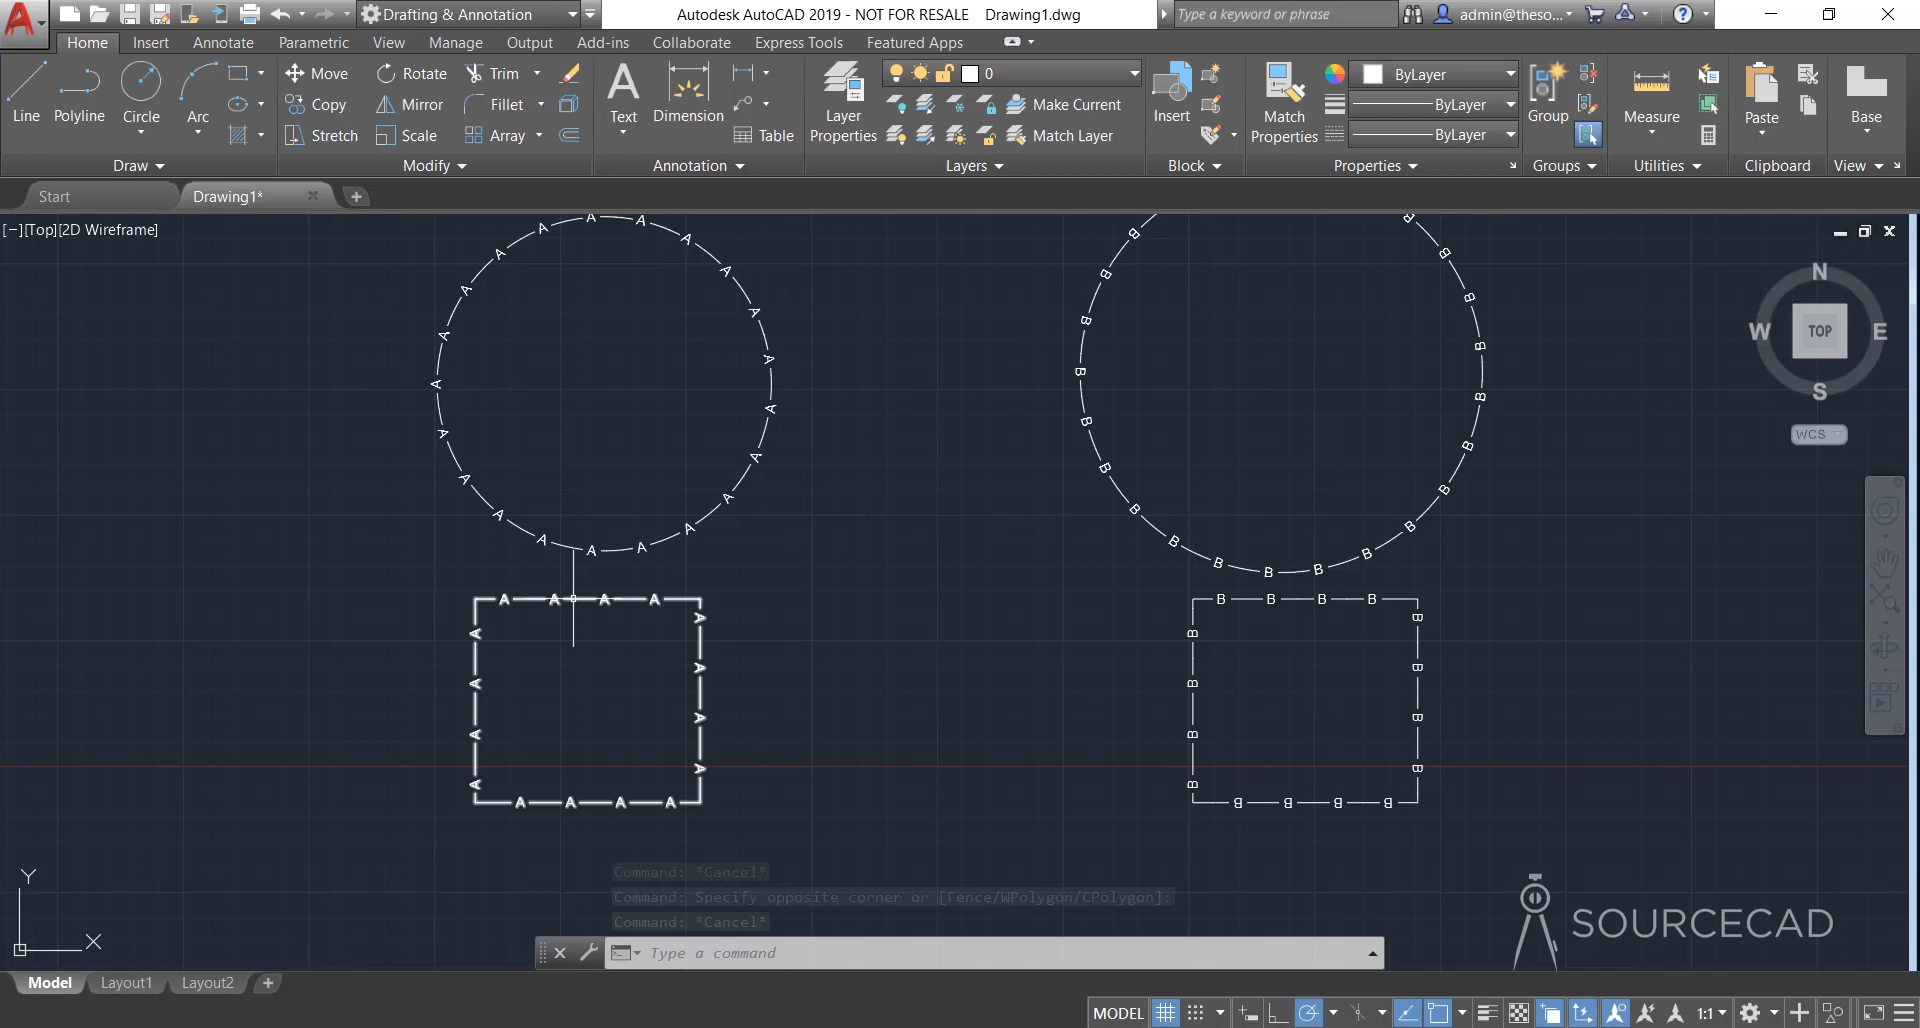 Drafting & Annotation
Autodesk AutoCAD 2019 - NOT FOR RESALE Drawing1.dwg
Type a keyword or phrase
admin@theso...
Home Insert Annotate Parametric View Manage Output Add-ins Collaborate Express Tools Featured Apps
Line Polyline Circle Arc
Move Rotate Trim
Copy Mirror Fillet
Stretch Scale Array
Text Dimension Table
Layer Properties
0
Make Current
Match Layer
Insert
Match Properties
ByLayer
ByLayer
ByLayer
Group
Measure
Paste
Base
Draw Modify Annotation Layers Block Properties Groups Utilities Clipboard View
Start Drawing1*
[−][Top][2D Wireframe]
A A A A A A A A A A A A A A A A A A A A A
B B B B B B B B B B B B B B B B B B B B B
N
W TOP E
S
WCS
A A A A
A A A A
A A A A
A A A A
B B B B
B B B B
B B B B
B B B B
Y
X
Command: *Cancel*
Command: Specify opposite corner or [Fence/WPolygon/CPolygon]:
Command: *Cancel*
Type a command
SOURCECAD
Model Layout1 Layout2
MODEL 1:1